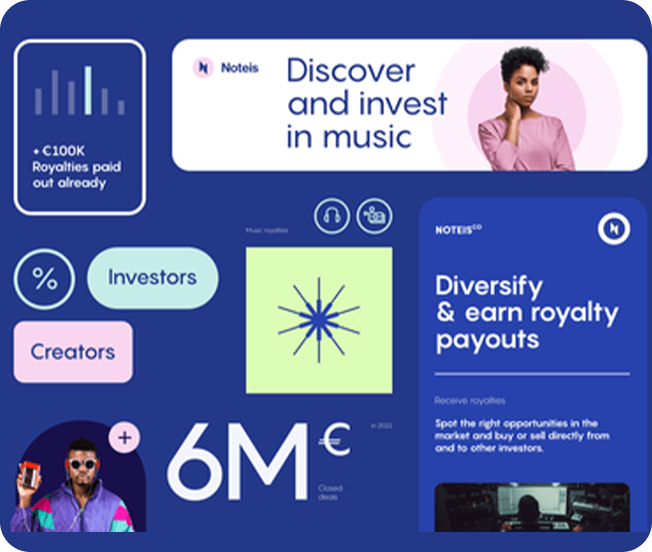 + €100K
Royalties paid
out already
Noteis
Discover
and invest
in music
%
Investors
Creators
Music royalties
6M€
in 2021
Closed
deals
NOTEIS
Diversify
& earn royalty
payouts
Receive royalties
Spot the right opportunities in the
market and buy or sell directly from
and to other investors.